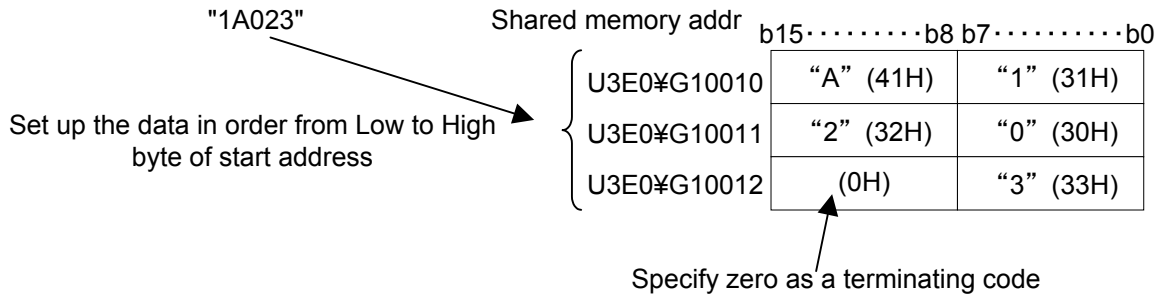 "1A023"
Shared memory addr
b15・・・・・・・・・b8 b7・・・・・・・・・・b0
U3E0¥G10010 “A” (41H) “1” (31H)
Set up the data in order from Low to High
byte of start address
U3E0¥G10011 “2” (32H) “0” (30H)
U3E0¥G10012 (0H) “3” (33H)
Specify zero as a terminating code